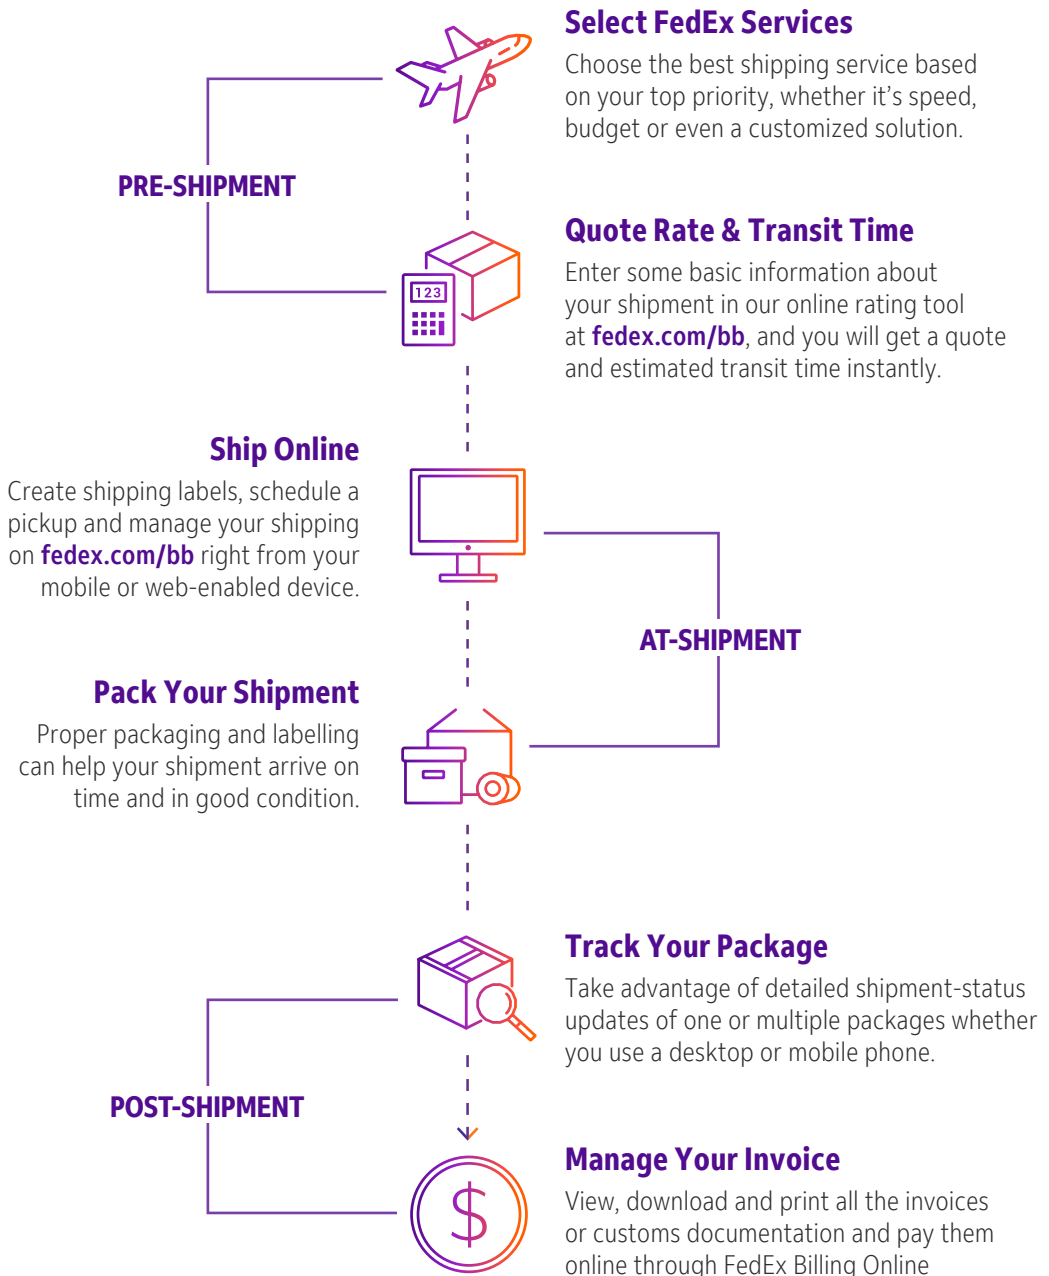 Select FedEx Services
Choose the best shipping service based
on your top priority, whether it’s speed,
budget or even a customized solution.
PRE-SHIPMENT
Quote Rate & Transit Time
Enter some basic information about
your shipment in our online rating tool
at fedex.com/bb, and you will get a quote
and estimated transit time instantly.
123
Ship Online
Create shipping labels, schedule a
pickup and manage your shipping
on fedex.com/bb right from your
mobile or web-enabled device.
AT-SHIPMENT
Pack Your Shipment
Proper packaging and labelling
can help your shipment arrive on
time and in good condition.
Track Your Package
Take advantage of detailed shipment-status
updates of one or multiple packages whether
you use a desktop or mobile phone.
POST-SHIPMENT
Manage Your Invoice
View, download and print all the invoices
or customs documentation and pay them
online through FedEx Billing Online
$